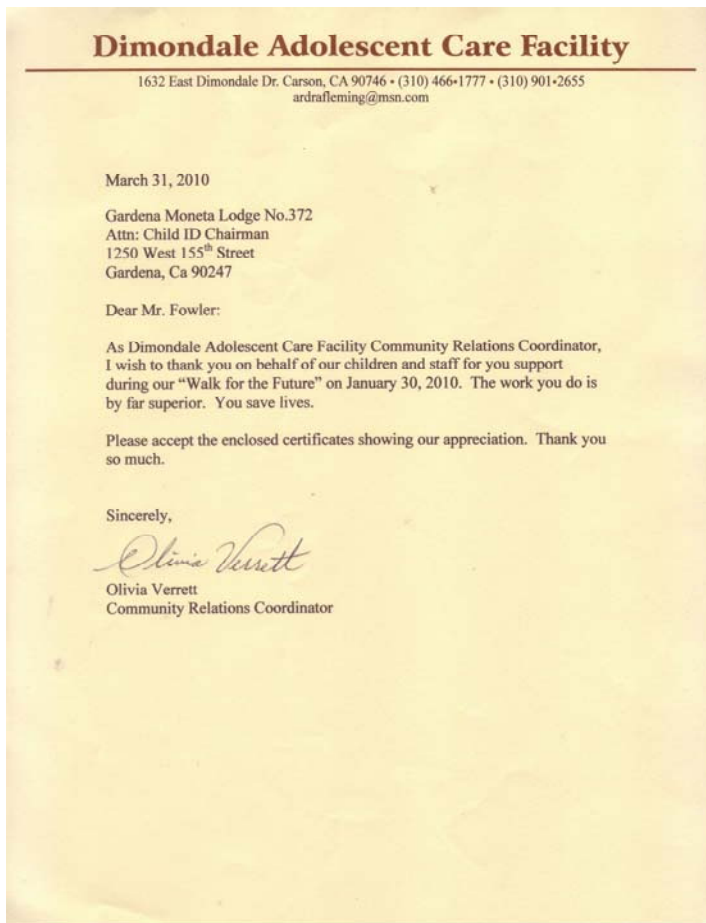 Dimondale Adolescent Care Facility
1632 East Dimondale Dr. Carson, CA 90746 • (310) 466•1777 • (310) 901•2655
ardrafleming@msn.com
March 31, 2010
Gardena Moneta Lodge No.372
Attn: Child ID Chairman
1250 West 155th Street
Gardena, Ca 90247
Dear Mr. Fowler:
As Dimondale Adolescent Care Facility Community Relations Coordinator,
I wish to thank you on behalf of our children and staff for you support
during our “Walk for the Future” on January 30, 2010. The work you do is
by far superior. You save lives.
Please accept the enclosed certificates showing our appreciation. Thank you
so much.
Sincerely,
Olivia Verrett
Olivia Verrett
Community Relations Coordinator